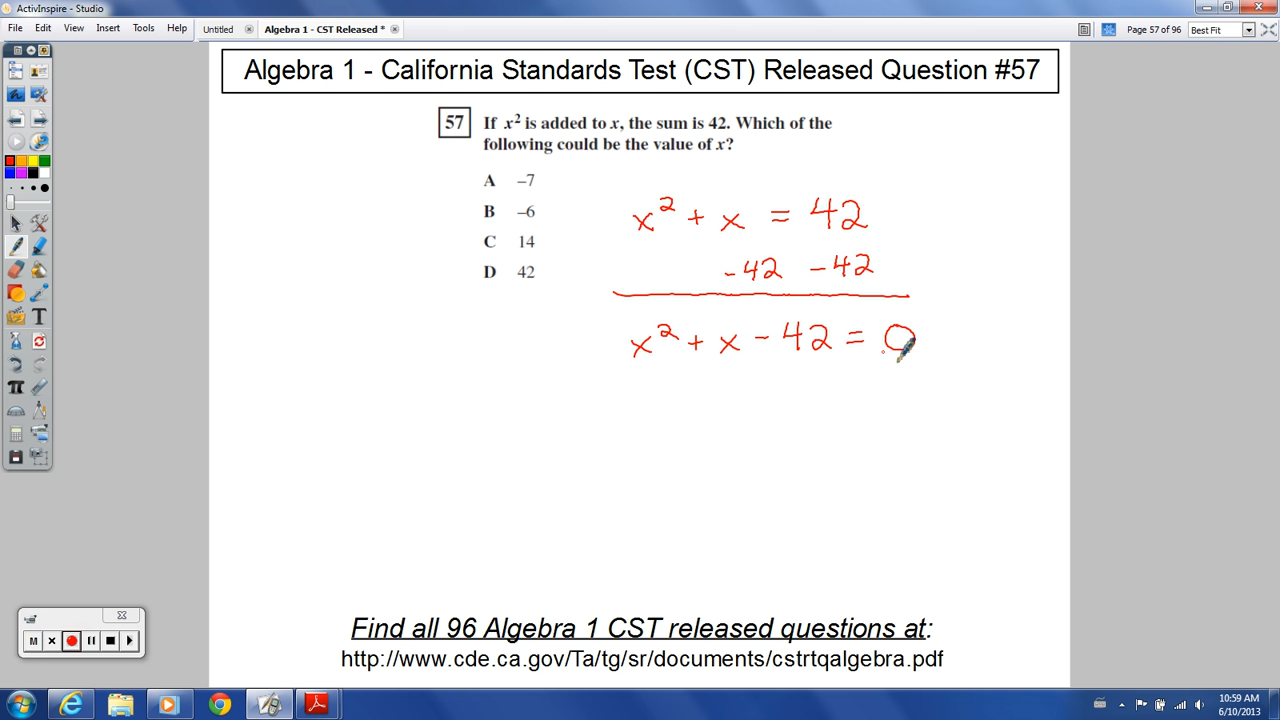 ActivInspire - Studio
File Edit View Insert Tools Help
Untitled
Algebra 1 - CST Released *
Page 57 of 96
Best Fit
Algebra 1 - California Standards Test (CST) Released Question #57
57 If x² is added to x, the sum is 42. Which of the
following could be the value of x?
A –7
B –6
C 14
D 42
x² + x = 42
-42 -42
x² + x - 42 = 0
Find all 96 Algebra 1 CST released questions at:
http://www.cde.ca.gov/Ta/tg/sr/documents/cstrtqalgebra.pdf
M
10:59 AM
6/10/2013